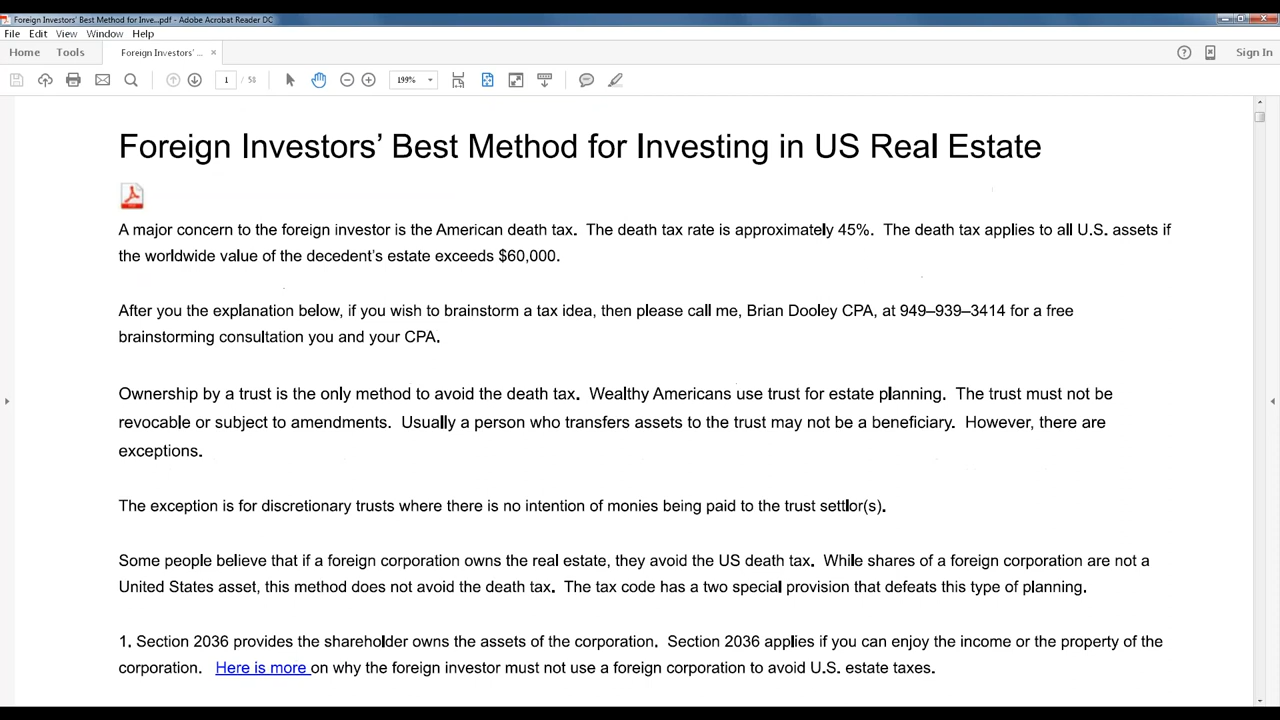 Foreign Investors' Best Method for Inve...pdf - Adobe Acrobat Reader DC
File Edit View Window Help
Home Tools Foreign Investors' ... × Sign In
1 / 58 199%
Foreign Investors’ Best Method for Investing in US Real Estate
A major concern to the foreign investor is the American death tax. The death tax rate is approximately 45%. The death tax applies to all U.S. assets if
the worldwide value of the decedent’s estate exceeds $60,000.
After you the explanation below, if you wish to brainstorm a tax idea, then please call me, Brian Dooley CPA, at 949–939–3414 for a free
brainstorming consultation you and your CPA.
Ownership by a trust is the only method to avoid the death tax. Wealthy Americans use trust for estate planning. The trust must not be
revocable or subject to amendments. Usually a person who transfers assets to the trust may not be a beneficiary. However, there are
exceptions.
The exception is for discretionary trusts where there is no intention of monies being paid to the trust settlor(s).
Some people believe that if a foreign corporation owns the real estate, they avoid the US death tax. While shares of a foreign corporation are not a
United States asset, this method does not avoid the death tax. The tax code has a two special provision that defeats this type of planning.
1. Section 2036 provides the shareholder owns the assets of the corporation. Section 2036 applies if you can enjoy the income or the property of the
corporation. Here is more on why the foreign investor must not use a foreign corporation to avoid U.S. estate taxes.